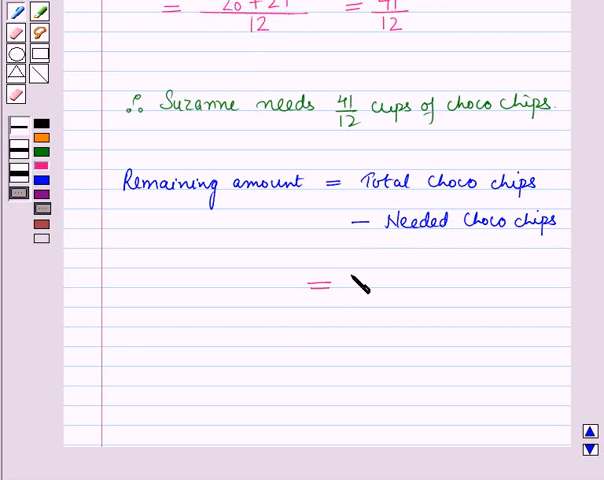 = 20 + 21 / 12 = 41 / 12
∴ Suzanne needs 41/12 cups of choco chips.
Remaining amount = Total choco chips
– Needed choco chips
=